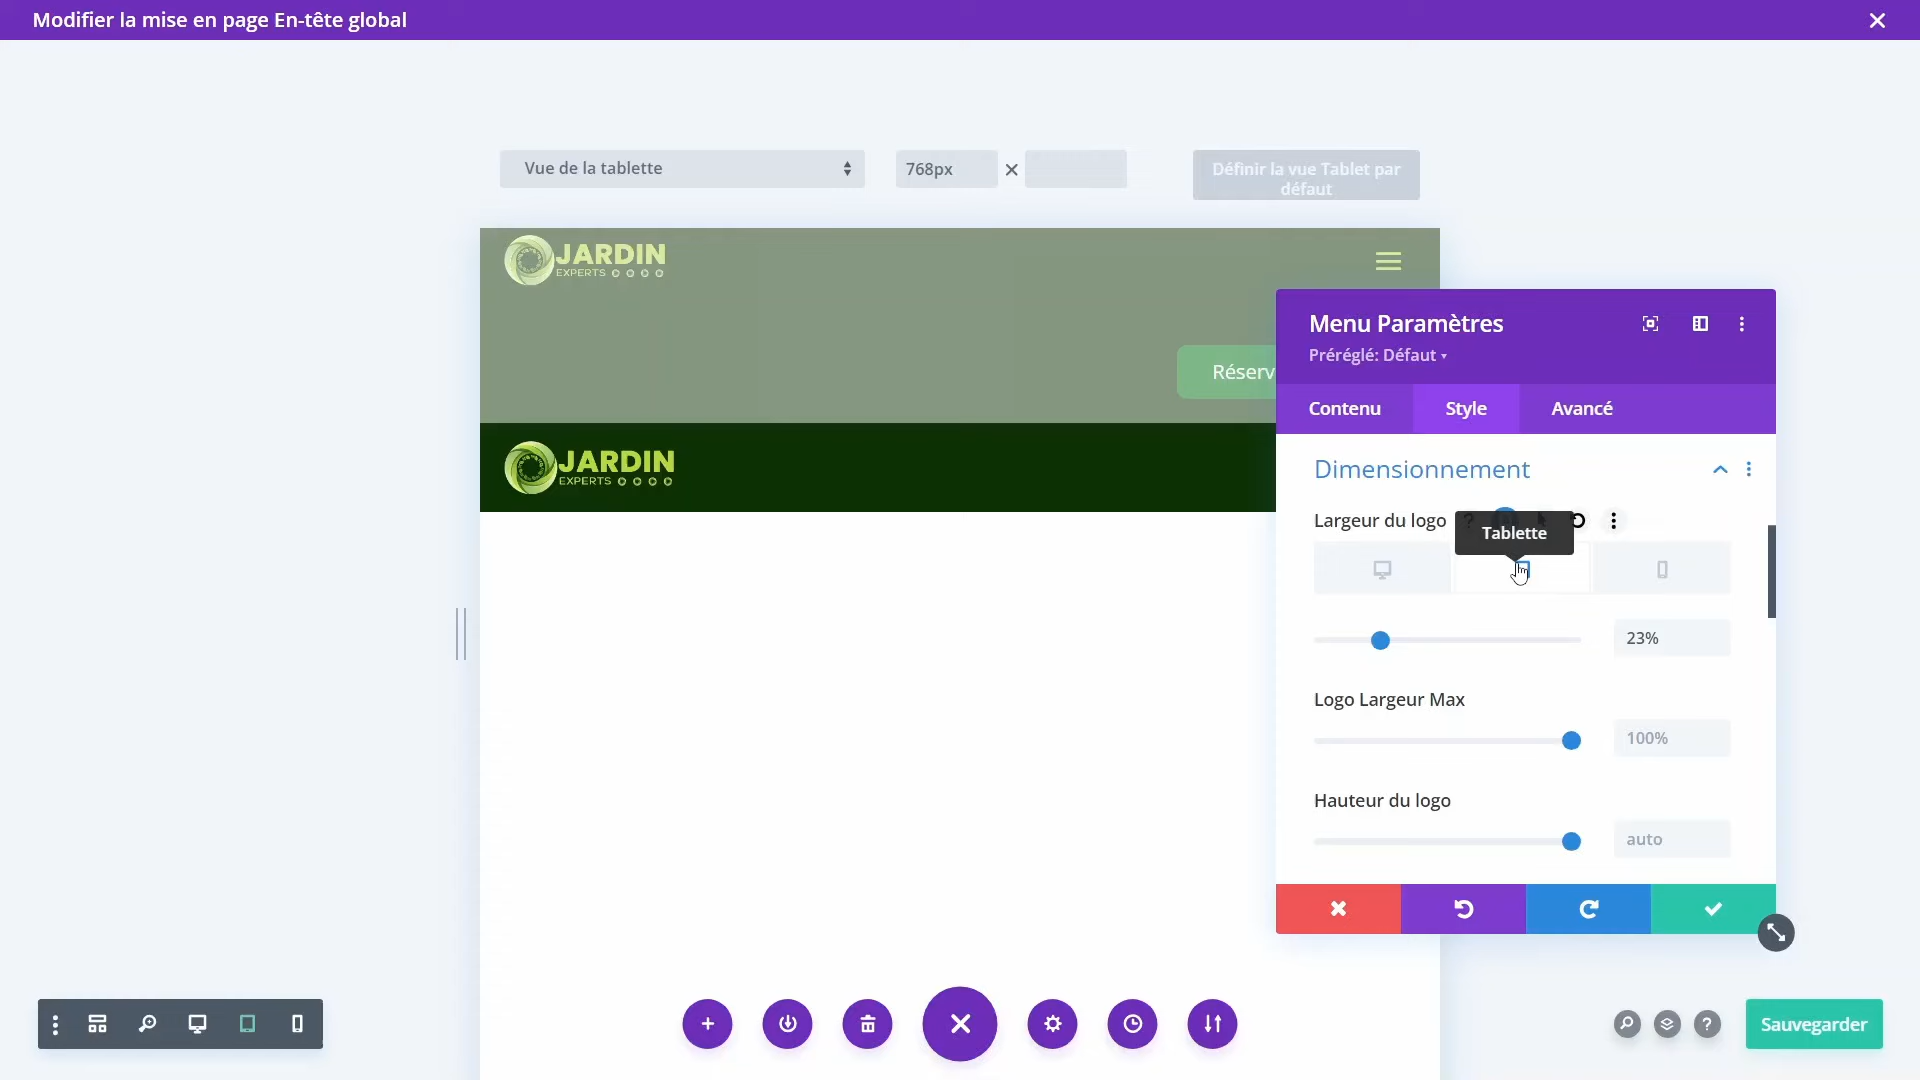 Modifier la mise en page En-tête global
Vue de la tablette
768px
Définir la vue Tablet par
défaut
JARDIN
EXPERTS
Réserv
JARDIN
EXPERTS
Menu Paramètres
Préréglé: Défaut
Contenu
Style
Avancé
Dimensionnement
Largeur du logo
Tablette
23%
Logo Largeur Max
100%
Hauteur du logo
auto
Sauvegarder